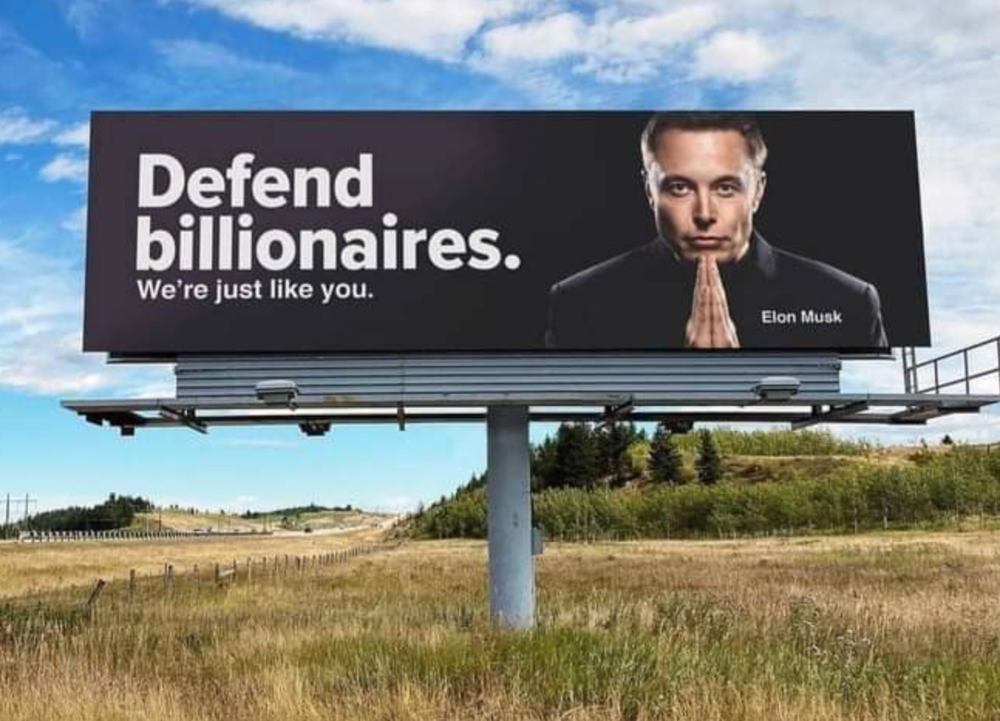 Defend
billionaires.
We're just like you.
Elon Musk